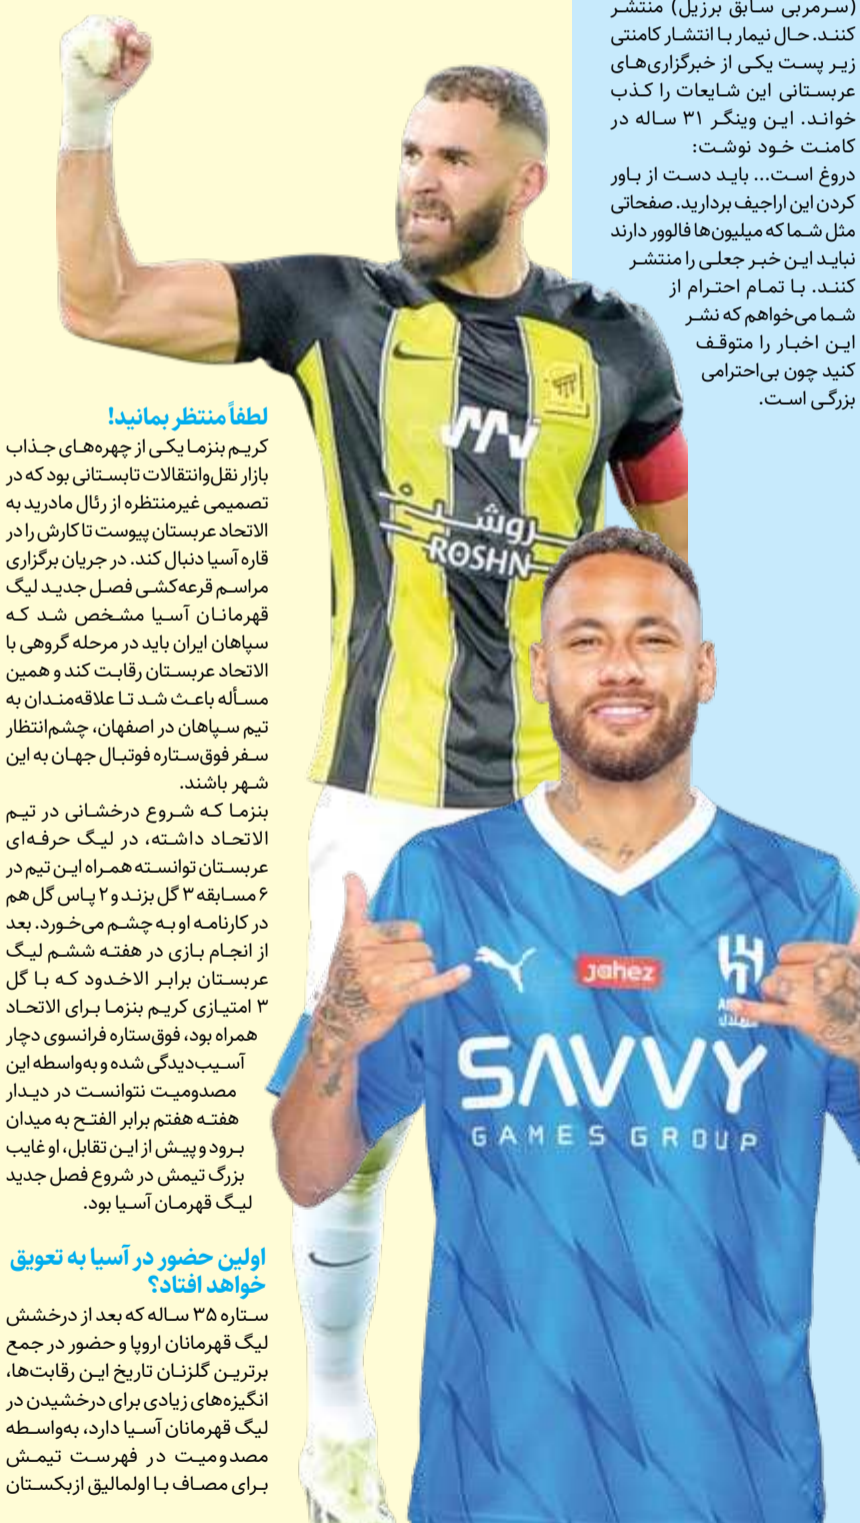 (سرمربی سابق برزیل) منتشر
کنند. حال نیمار با انتشار کامنتی
زیر پست یکی از خبرگزاری‌های
عربستانی این شایعات را کذب
خواند. این وینگر ۳۱ ساله در
کامنت خود نوشت:
دروغ است... باید دست از باور
کردن این اراجیف بردارید. صفحاتی
مثل شما که میلیون‌ها فالوور دارند
نباید این خبر جعلی را منتشر
کنند. با تمام احترام از
شما می‌خواهم که نشر
این اخبار را متوقف
کنید چون بی‌احترامی
بزرگی است.
لطفاً منتظر بمانید!
کریم بنزما یکی از چهره‌های جذاب
بازار نقل‌وانتقالات تابستانی بود که در
تصمیمی غیرمنتظره از رئال مادرید به
الاتحاد عربستان پیوست تا کارش را در
قاره آسیا دنبال کند. در جریان برگزاری
مراسم قرعه‌کشی فصل جدید لیگ
قهرمانان آسیا مشخص شد که
سپاهان ایران باید در مرحله گروهی با
الاتحاد عربستان رقابت کند و همین
مسأله باعث شد تا علاقه‌مندان به
تیم سپاهان در اصفهان، چشم‌انتظار
سفر فوق‌ستاره فوتبال جهان به این
شهر باشند.
بنزما که شروع درخشانی در تیم
الاتحاد داشته، در لیگ حرفه‌ای
عربستان توانسته همراه این تیم در
۶ مسابقه ۳ گل بزند و ۲ پاس گل هم
در کارنامه او به چشم می‌خورد. بعد
از انجام بازی در هفته ششم لیگ
عربستان برابر الاخدود که با گل
۳ امتیازی کریم بنزما برای الاتحاد
همراه بود، فوق‌ستاره فرانسوی دچار
آسیب‌دیدگی شده و به‌واسطه این
مصدومیت نتوانست در دیدار
هفته هفتم برابر الفتح به میدان
برود و پیش از این تقابل، او غایب
بزرگ تیمش در شروع فصل جدید
لیگ قهرمان آسیا بود.
اولین حضور در آسیا به تعویق
خواهد افتاد؟
ستاره ۳۵ ساله که بعد از درخشش
لیگ قهرمانان اروپا و حضور در جمع
برترین گلزنان تاریخ این رقابت‌ها،
انگیزه‌های زیادی برای درخشیدن در
لیگ قهرمانان آسیا دارد، به‌واسطه
مصدومیت در فهرست تیمش
برای مصاف با اولمالیق ازبکستان
روشن
ROSHN
jahez
SAVVY
GAMES GROUP